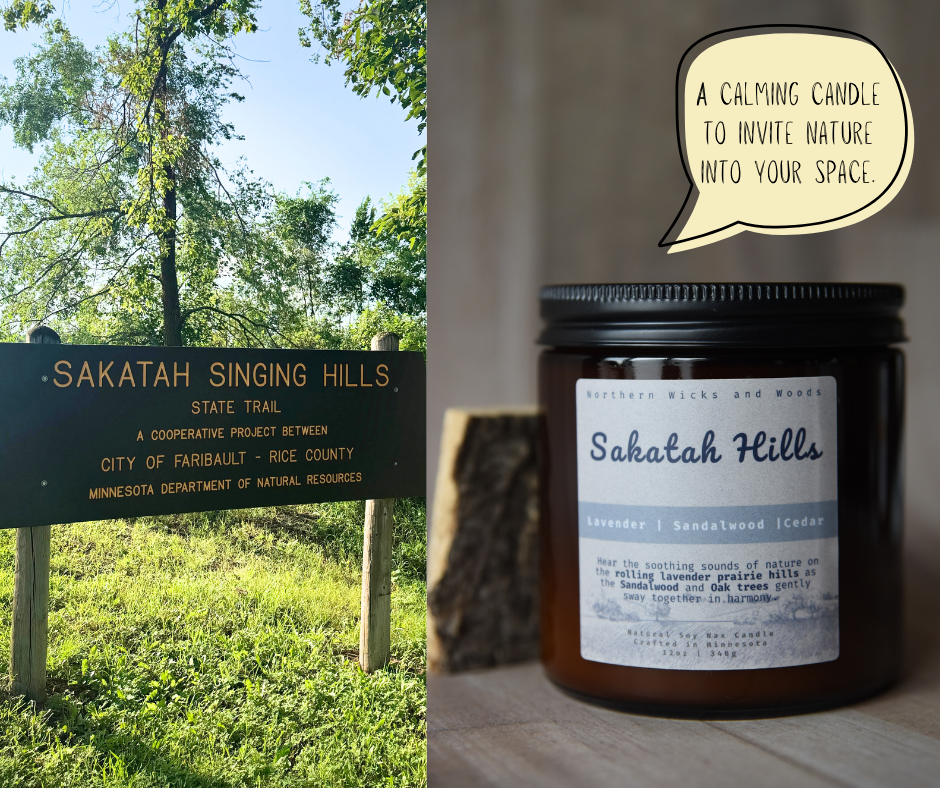 SAKATAH SINGING HILLS
STATE TRAIL
A COOPERATIVE PROJECT BETWEEN
CITY OF FARIBAULT - RICE COUNTY
MINNESOTA DEPARTMENT OF NATURAL RESOURCES
A CALMING CANDLE
TO INVITE NATURE
INTO YOUR SPACE.
Northern Wicks and Woods
Sakatah Hills
Lavender | Sandalwood |Cedar
Hear the soothing sounds of nature on
the rolling lavender prairie hills as
the Sandalwood and Oak trees gently
sway together in harmony.
Natural Soy Wax Candle
Crafted in Minnesota
12oz | 340g